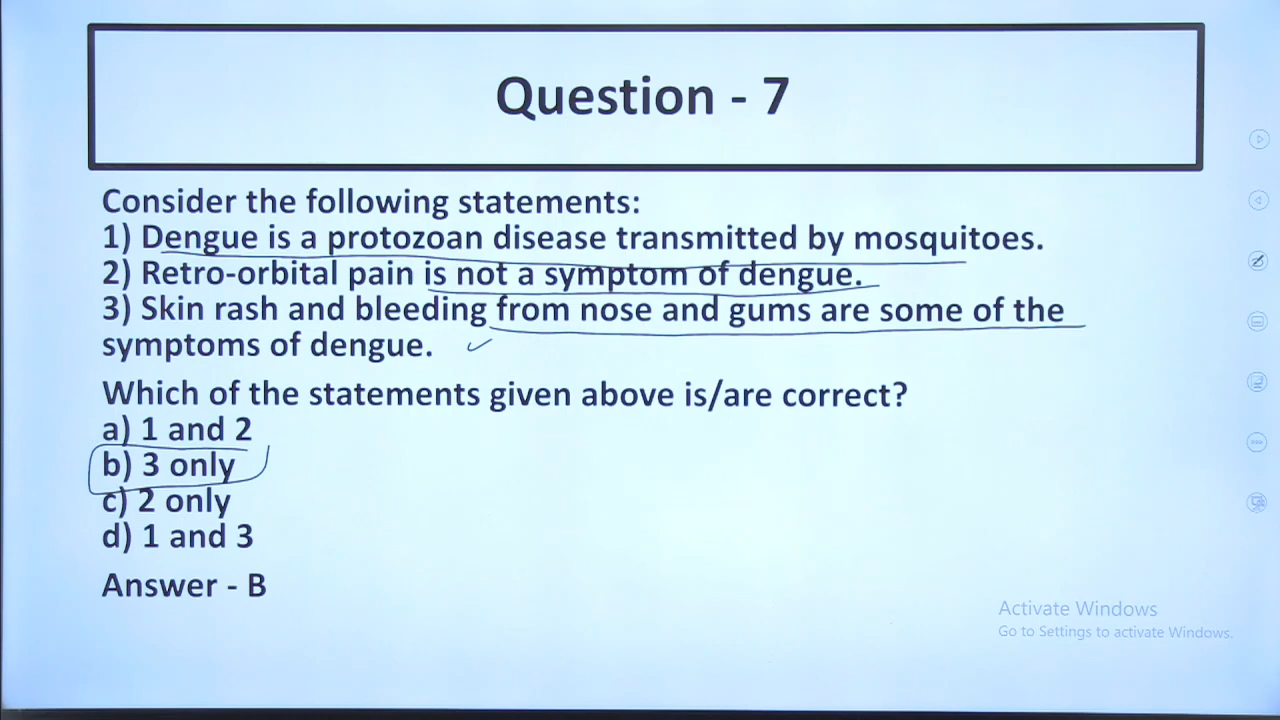 Question - 7
Consider the following statements:
1) Dengue is a protozoan disease transmitted by mosquitoes.
2) Retro-orbital pain is not a symptom of dengue.
3) Skin rash and bleeding from nose and gums are some of the
symptoms of dengue.
Which of the statements given above is/are correct?
a) 1 and 2
b) 3 only
c) 2 only
d) 1 and 3
Answer - B
Activate Windows
Go to Settings to activate Windows.